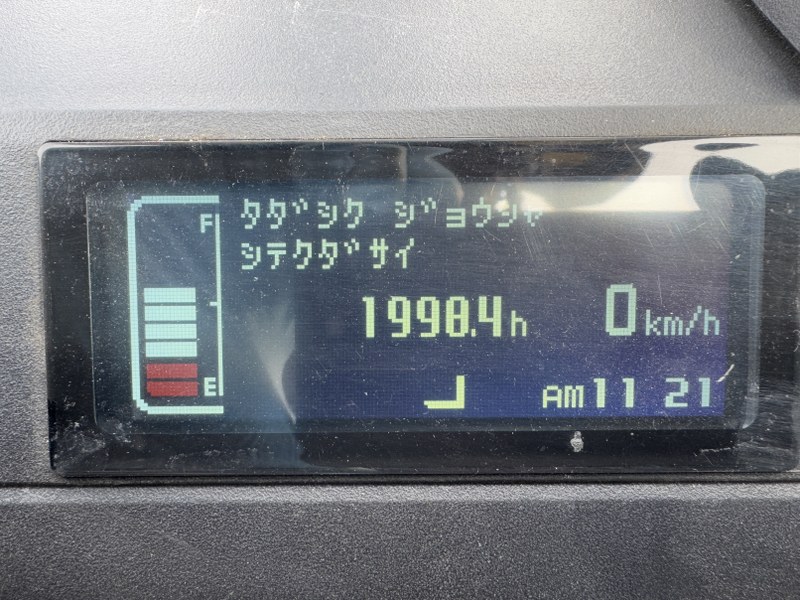 タダシク ジョウシャ
シテクダサイ
F
1998.4h
0km/h
E
AM11 21